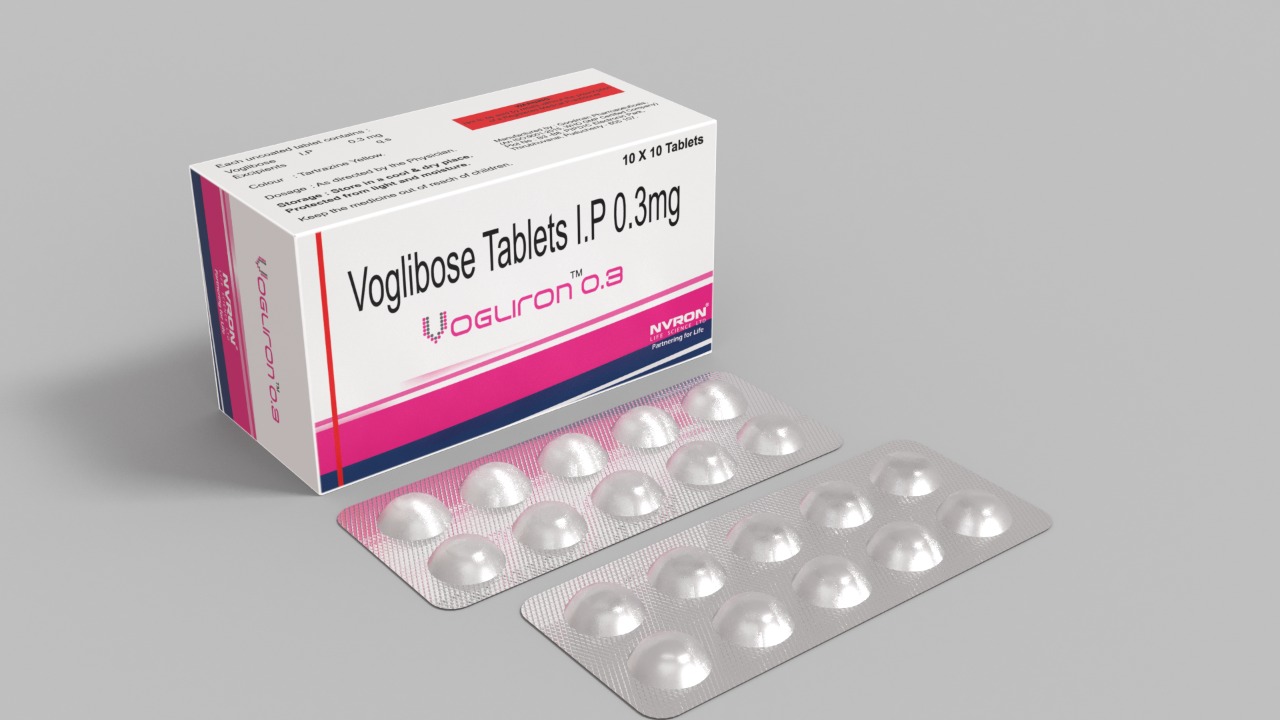 Each uncoated tablet contains :
Voglibose I.P 0.3 mg
Excipients q.s
Colour : Tartrazine Yellow.
Dosage : As directed by the Physician.
Storage : Store in a cool & dry place.
Protected from light and moisture.
Keep the medicine out of reach of children.
Manufactured by : Pharmaceuticals,
10 X 10 Tablets
Voglibose Tablets I.P 0.3mg
VOGLIRON™ 0.3
NVRON®
LIFE SCIENCE LTD
Partnering for Life
VOGLIRON™ 0.3
NVRON